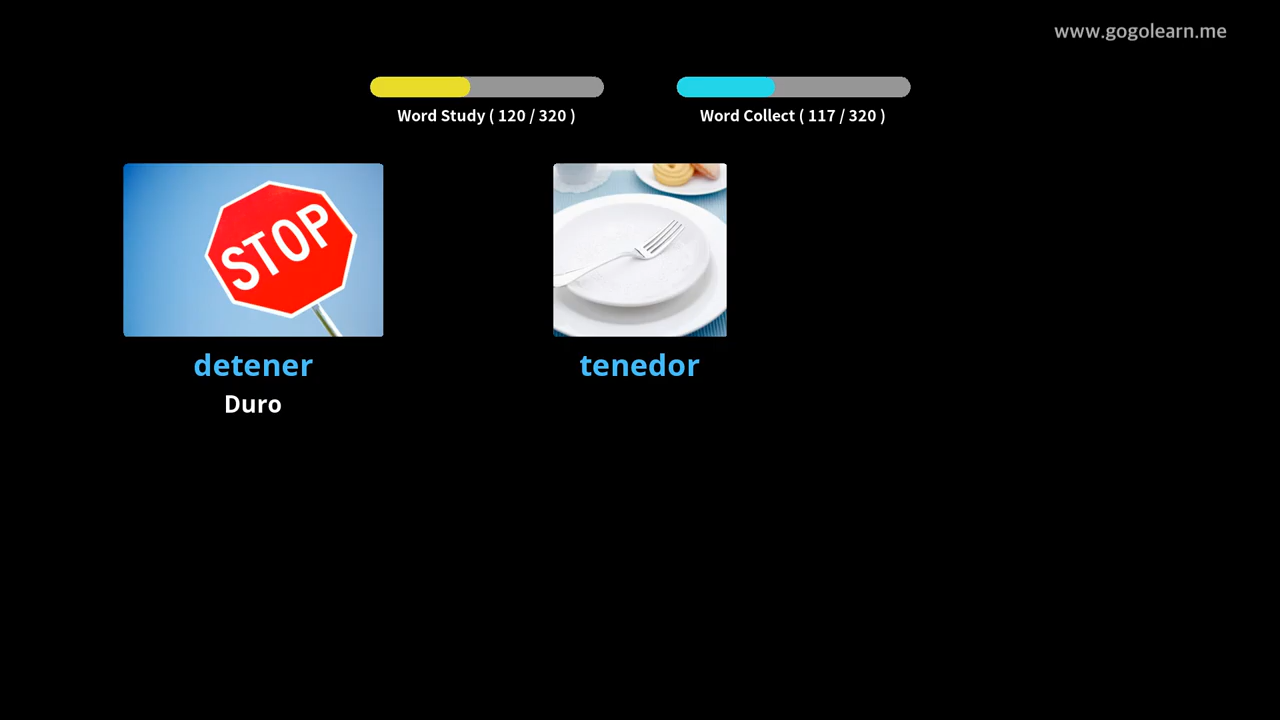 www.gogolearn.me
Word Study ( 120 / 320 )
Word Collect ( 117 / 320 )
STOP
detener
tenedor
Duro